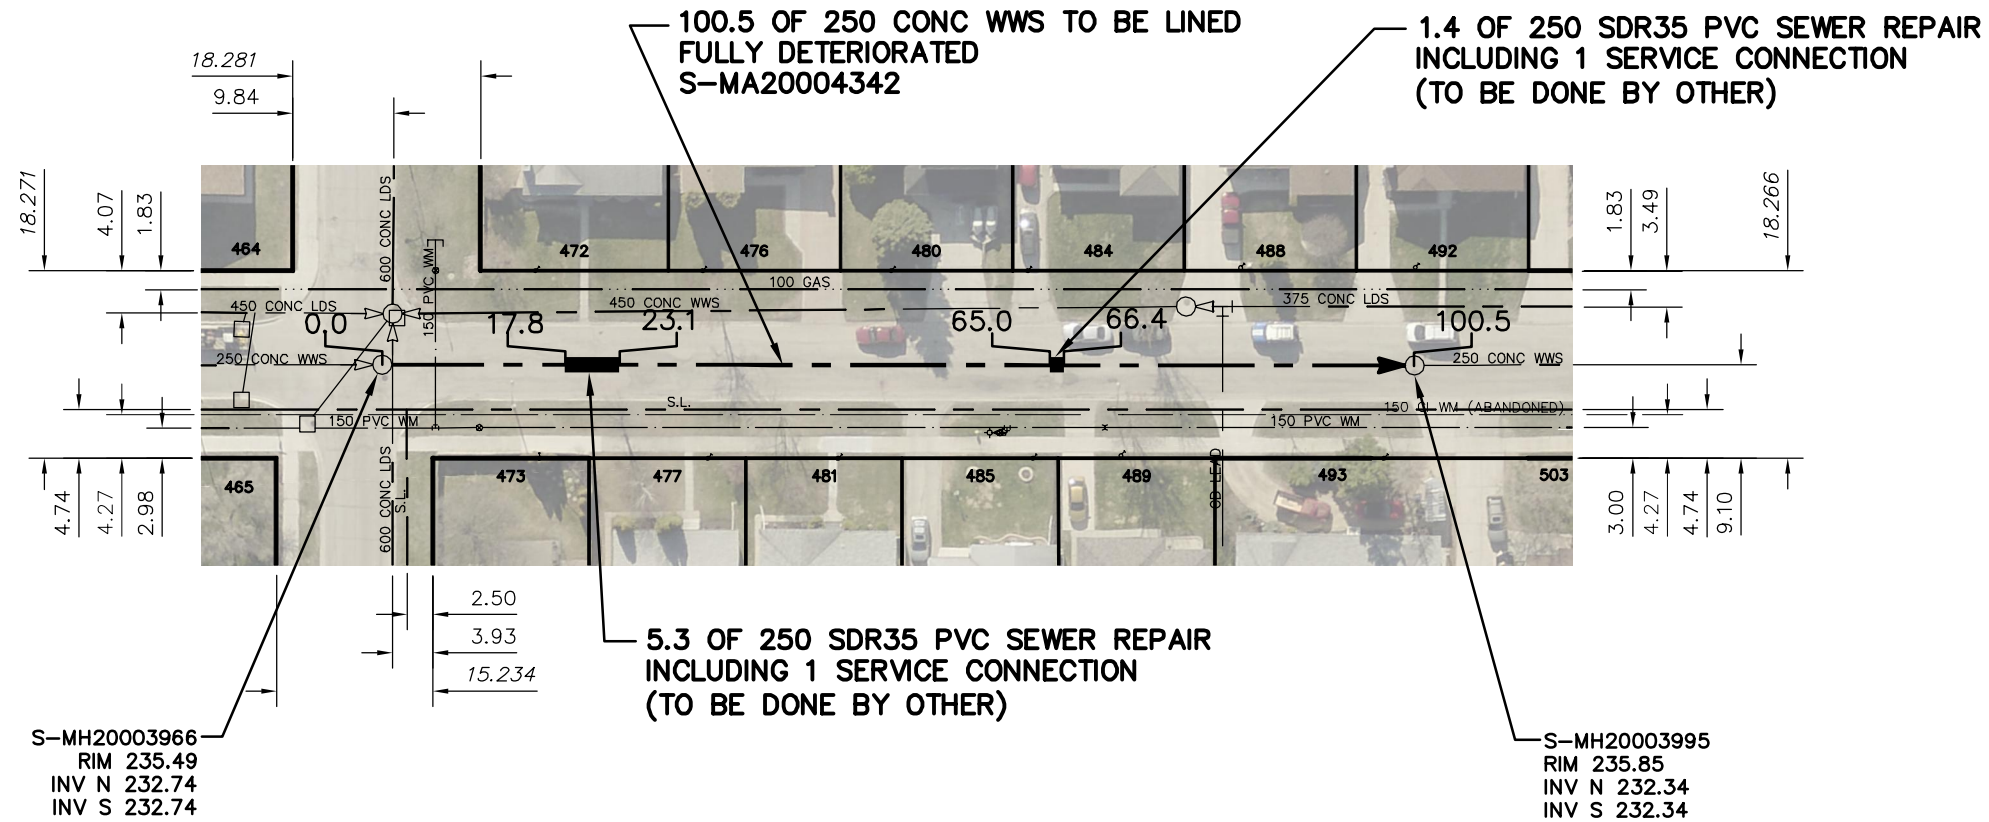 100.5 OF 250 CONC WWS TO BE LINED
FULLY DETERIORATED
S-MA20004342
1.4 OF 250 SDR35 PVC SEWER REPAIR
INCLUDING 1 SERVICE CONNECTION
(TO BE DONE BY OTHER)
18.281
9.84
18.271
4.07
1.83
1.83
3.49
18.266
600 CONC LDS
150 PVC WM
464
472
476
480
484
488
492
100 GAS
450 CONC LDS
450 CONC WWS
375 CONC LDS
0.0
17.8
23.1
65.0
66.4
100.5
250 CONC WWS
250 CONC WWS
S.L.
150 CI WM (ABANDONED)
150 PVC WM
150 PVC WM
465
473
477
481
485
489
493
503
600 CONC LDS
S.L.
OD LEAD
4.74
4.27
2.98
3.00
4.27
4.74
9.10
2.50
3.93
15.234
5.3 OF 250 SDR35 PVC SEWER REPAIR
INCLUDING 1 SERVICE CONNECTION
(TO BE DONE BY OTHER)
S-MH20003966
RIM 235.49
INV N 232.74
INV S 232.74
S-MH20003995
RIM 235.85
INV N 232.34
INV S 232.34